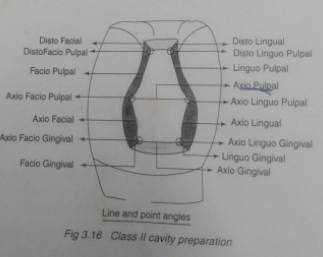 Disto Facial
DistoFacio Pulpal
Facio Pulpal
Axio Facio Pulpal
Axio Facial
Axio Facio Gingival
Facio Gingival
Disto Lingual
Disto Linguo Pulpal
Linguo Pulpal
Axio Pulpal
Axio Linguo Pulpal
Axio Lingual
Axio Linguo Gingival
Linguo Gingival
Axio Gingival
Line and point angles
Fig 3.16 Class II cavity preparation